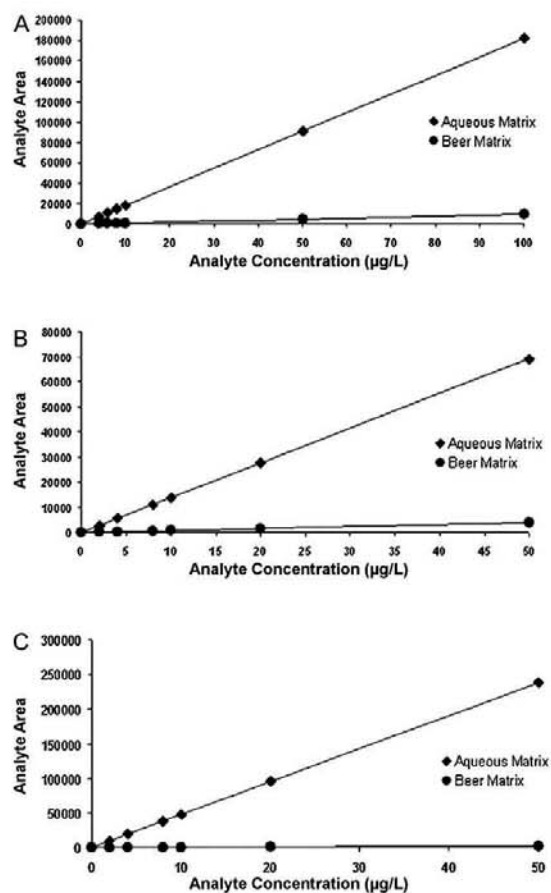 A
200000
180000
160000
140000
120000
100000
80000
60000
40000
20000
0
Analyte Area
Aqueous Matrix
Beer Matrix
0 10 20 30 40 50 60 70 80 90 100
Analyte Concentration (µg/L)
B
80000
70000
60000
50000
40000
30000
20000
10000
0
Analyte Area
Aqueous Matrix
Beer Matrix
0 5 10 15 20 25 30 35 40 45 50
Analyte Concentration (µg/L)
C
300000
250000
200000
150000
100000
50000
0
Analyte Area
Aqueous Matrix
Beer Matrix
0 10 20 30 40 50
Analyte Concentration (µg/L)